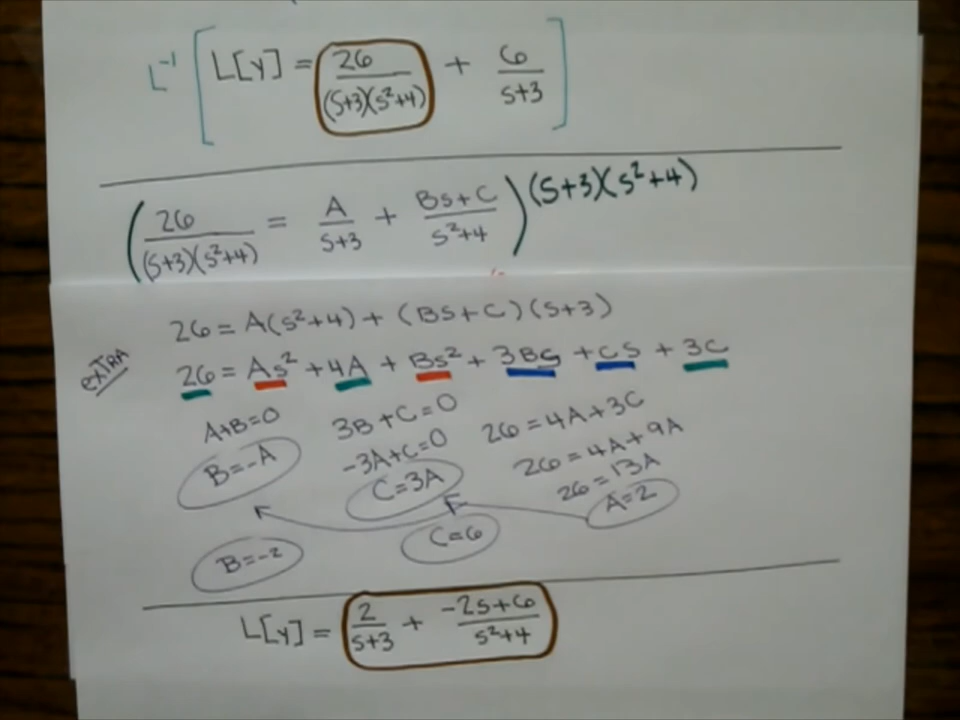 L⁻¹ [ L[y] = 26/((s+3)(s²+4)) + 6/(s+3) ]
( 26/((s+3)(s²+4)) = A/(s+3) + (Bs+C)/(s²+4) ) (s+3)(s²+4)
26 = A(s²+4) + (Bs+C)(s+3)
extra 26 = As² + 4A + Bs² + 3Bs + Cs + 3C
A+B=0 3B+C=0 26=4A+3C
B=-A -3A+C=0 26=4A+9A
C=3A 26=13A
A=2
B=-2 C=6
L[y] = 2/(s+3) + (-2s+6)/(s²+4)